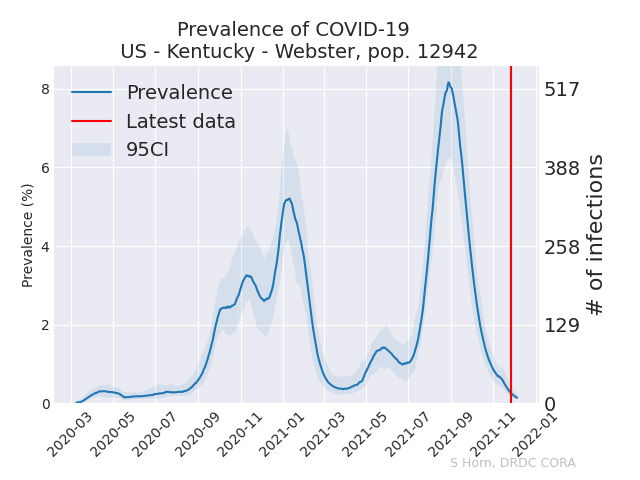 Prevalence of COVID-19
US - Kentucky - Webster, pop. 12942
Prevalence
Latest data
95CI
Prevalence (%)
8
6
4
2
0
517
388
258
129
0
# of infections
2020-03
2020-05
2020-07
2020-09
2020-11
2021-01
2021-03
2021-05
2021-07
2021-09
2021-11
2022-01
S Horn, DRDC CORA